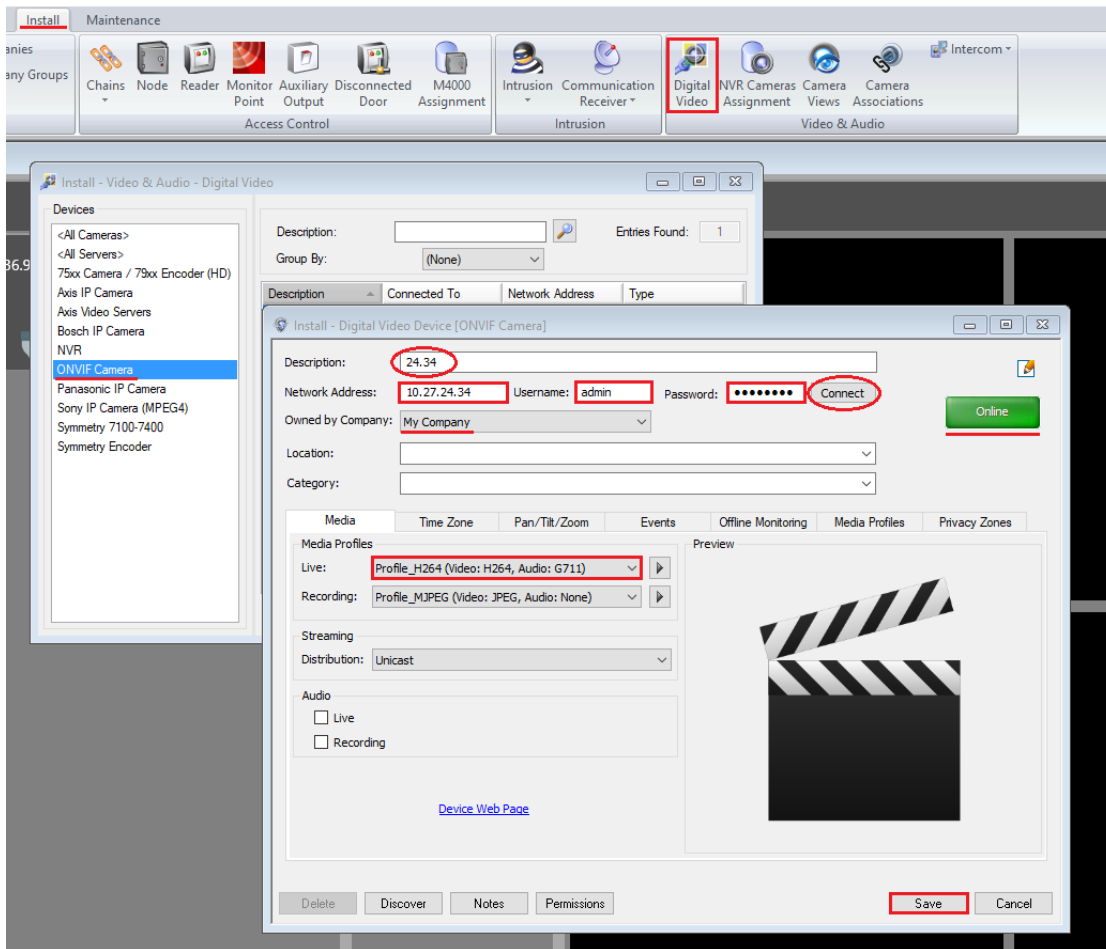 Install Maintenance
anies
any Groups
Chains Node Reader Monitor Point Auxiliary Output Disconnected Door M4000 Assignment
Access Control
Intrusion Communication Receiver
Intrusion
Digital Video NVR Cameras Assignment Camera Views Camera Associations Intercom
Video & Audio
Install - Video & Audio - Digital Video
Devices
<All Cameras>
<All Servers>
75xx Camera / 79xx Encoder (HD)
Axis IP Camera
Axis Video Servers
Bosch IP Camera
NVR
ONVIF Camera
Panasonic IP Camera
Sony IP Camera (MPEG4)
Symmetry 7100-7400
Symmetry Encoder
36.9
Description: Entries Found: 1
Group By: (None)
Description Connected To Network Address Type
Install - Digital Video Device [ONVIF Camera]
Description: 24.34
Network Address: 10.27.24.34 Username: admin Password: ●●●●●●●● Connect
Online
Owned by Company: My Company
Location:
Category:
Media Time Zone Pan/Tilt/Zoom Events Offline Monitoring Media Profiles Privacy Zones
Media Profiles
Live: Profile_H264 (Video: H264, Audio: G711)
Recording: Profile_MJPEG (Video: JPEG, Audio: None)
Streaming
Distribution: Unicast
Audio
Live
Recording
Device Web Page
Preview
Delete Discover Notes Permissions Save Cancel